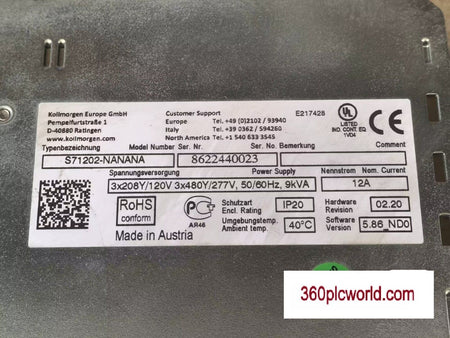 Kollmorgen Europe GmbH
Pempelfurtstraße 1
D-40880 Ratingen
www.kollmorgen.com
Customer Support
Europe Tel. +49 (0)2102 / 93940
Italy Tel. +39 0362 / 594260
North America Tel. +1 540 633 3545
E217428
UL
LISTED
IND. CONT. EQ.
1V04
Typenbezeichnung Model Number Ser. Nr. Ser. No. Bemerkung Comment
S71202-NANANA 8622440023
Spannungsversorgung Power Supply Nennstrom Nom. Current
3x208Y/120V 3x480Y/277V, 50/60Hz, 9kVA 12A
RoHS
conform
AR46
Made in Austria
Schutzart
Encl. Rating
IP20
Umgebungstemp.
Ambient temp.
40°C
Hardware
Revision
02.20
Software
Version
5.86_ND0
360plcworld.com